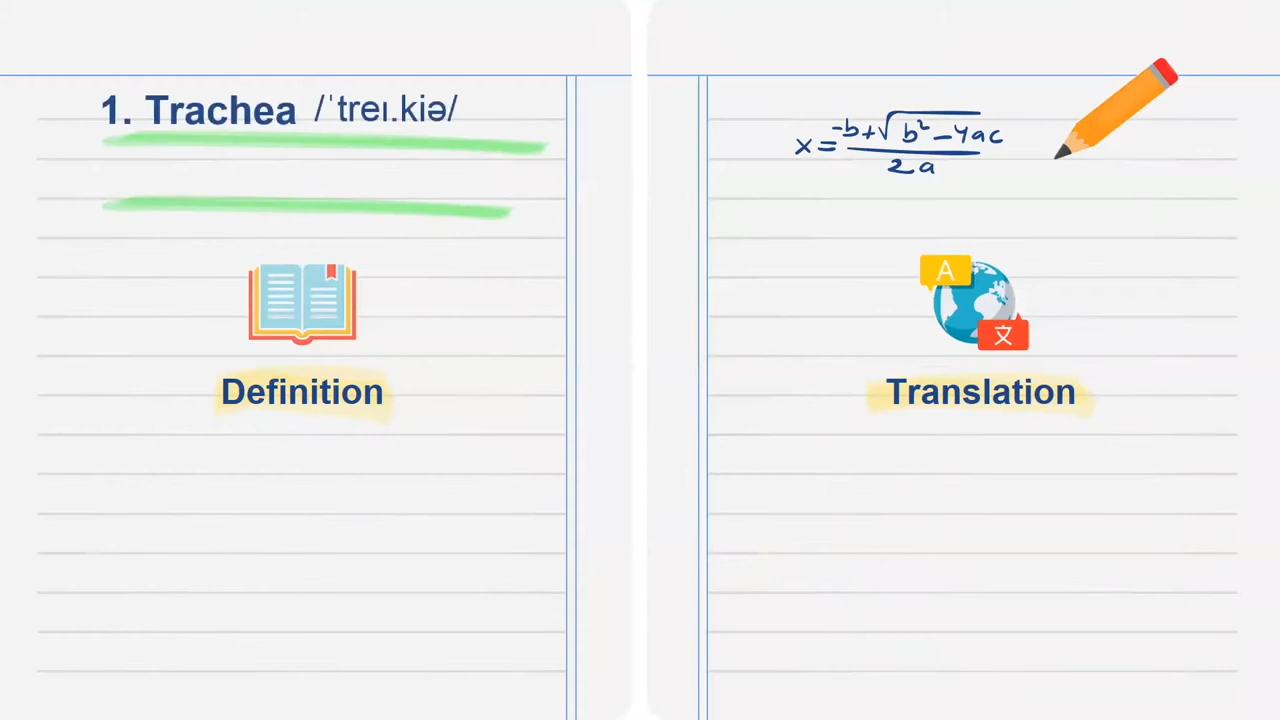 1. Trachea /ˈtreɪ.kiə/
Definition
x = -b+√b²-4ac / 2a
A
文
Translation